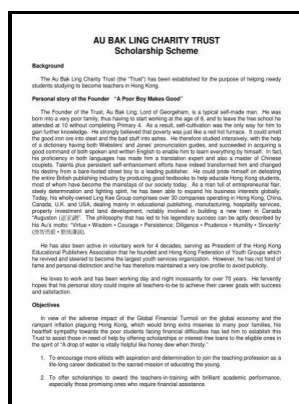 AU BAK LING CHARITY TRUST
Scholarship Scheme
Background
The Au Bak Ling Charity Trust (the "Trust") has been established for the purpose of helping needy
students studying to become teachers in Hong Kong.
Personal story of the Founder "A Poor Boy Makes Good"
The Founder of the Trust, Au Bak Ling, Lord of Georgeham, is a typical self-made man. He was
born into a very poor family, thus having to start working at the age of 8, and to leave the free school he
attended at 10 without completing Primary 4. As a result, self-cultivation was the only way for him to
gain further knowledge. He strongly believed that poverty was just like a red hot furnace. It could smelt
the good iron ore into steel and the bad stuff into ashes. He therefore studied intensively, with the help
of a dictionary having both Websters' and Jones' pronunciation guides, and succeeded in acquiring a
good command of both spoken and written English to enable him to learn everything by himself. In fact,
his proficiency in both languages has made him a translation expert and also a master of Chinese
couplets. Talents plus persistent self-enhancement efforts have indeed transformed him and changed
his destiny from a bare-footed street boy to a leading publisher. He could pride himself on defeating
the entire British publishing industry by producing good textbooks to help educate Hong Kong students,
most of whom have become the mainstays of our society today. As a man full of entrepreneurial flair,
steely determination and fighting spirit, he has been able to expand his business interests globally.
Today, his wholly-owned Ling Kee Group comprises over 30 companies operating in Hong Kong, China,
Canada, U.K. and USA, dealing mainly in educational publishing, manufacturing, hospitality services,
property investment and land development, notably involved in building a new town in Canada
"Augustus The philosophy that has led to his legendary success can be aptly described by
his Au's motto: "Virtue • Wisdom • Courage • Persistence; Diligence • Prudence • Humility • Sincerity"
He has also been active in voluntary work for 4 decades, serving as President of the Hong Kong
Educational Publishers Association that he founded and Hong Kong Federation of Youth Groups which
he revived and steered to become the largest youth services organization. However, he has not fond of
fame and personal distinction and he has therefore maintained a very low profile to avoid publicity.
He lives to work and has been working day and night incessantly for over 70 years. He fervently
hopes that his personal story could inspire all teachers-to-be to achieve their career goals with success
and satisfaction.
Objectives
In view of the adverse impact of the Global Financial Turmoil on the global economy and the
rampant inflation plaguing Hong Kong, which would bring extra miseries to many poor families, his
heartfelt sympathy towards the poor students facing financial difficulties has led him to establish this
Trust to assist those in need of help by offering scholarships or interest-free loans to the eligible ones in
the spirit of "A drop of water is vitally helpful like honey dew when thirsty."
1. To encourage more elitists with aspiration and determination to join the teaching profession as a
life-long career dedicated to the sacred mission of educating the young.
2. To offer scholarship to award the teachers-in-training with brilliant academic performance,
especially those promising ones who require financial assistance.